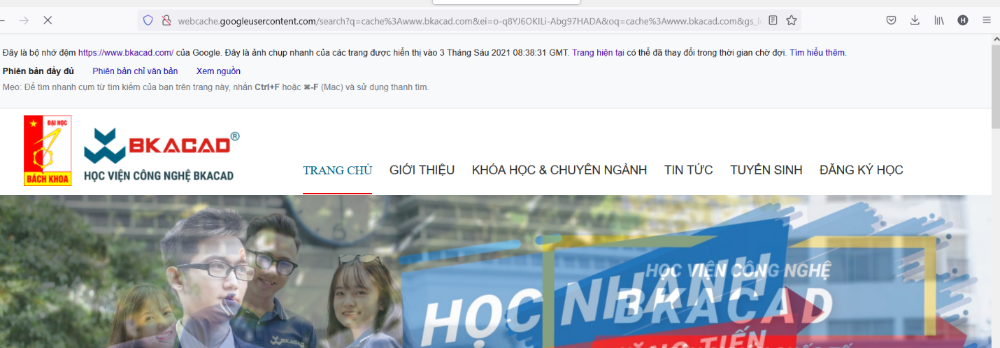 webcache.googleusercontent.com/search?q=cache%3Awww.bkacad.com&ei=o-q8YJ6OKILi-Abg97HADA&oq=cache%3Awww.bkacad.com&gs_l
H
Đây là bộ nhớ đệm https://www.bkacad.com/ của Google. Đây là ảnh chụp nhanh của các trang được hiển thị vào 3 Tháng Sáu 2021 08:38:31 GMT. Trang hiện tại có thể đã thay đổi trong thời gian chờ đợi. Tìm hiểu thêm.
Phiên bản đầy đủ Phiên bản chỉ văn bản Xem nguồn
Mẹo: Để tìm nhanh cụm từ tìm kiếm của bạn trên trang này, nhấn Ctrl+F hoặc ⌘-F (Mac) và sử dụng thanh tìm.
ĐẠI HỌC
BÁCH KHOA
BKACAD®
HỌC VIỆN CÔNG NGHỆ BKACAD
TRANG CHỦ GIỚI THIỆU KHÓA HỌC & CHUYÊN NGÀNH TIN TỨC TUYỂN SINH ĐĂNG KÝ HỌC
HỌC VIỆN CÔNG NGHỆ
BKACAD
HỌC NHANH
TIẾN
BKACAD